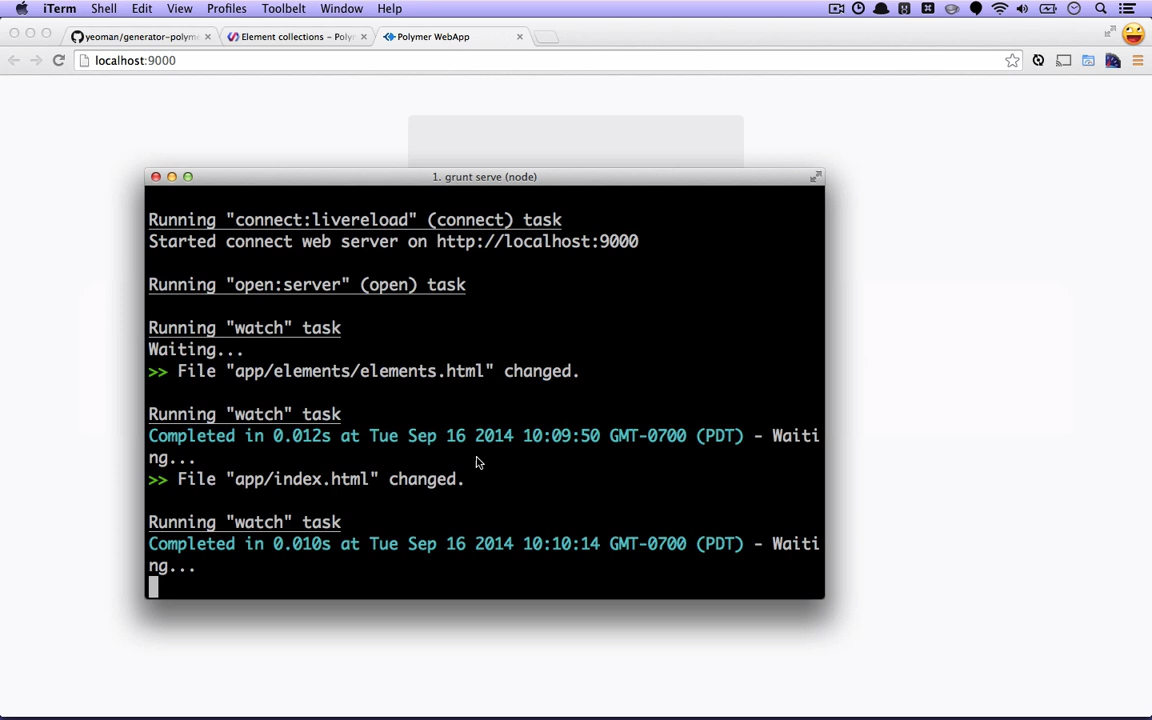 iTerm Shell Edit View Profiles Toolbelt Window Help
yeoman/generator-polyme
Element collections – Poly
Polymer WebApp
localhost:9000
1. grunt serve (node)
Running "connect:livereload" (connect) task
Started connect web server on http://localhost:9000
Running "open:server" (open) task
Running "watch" task
Waiting...
>> File "app/elements/elements.html" changed.
Running "watch" task
Completed in 0.012s at Tue Sep 16 2014 10:09:50 GMT-0700 (PDT) - Waiti
ng...
>> File "app/index.html" changed.
Running "watch" task
Completed in 0.010s at Tue Sep 16 2014 10:10:14 GMT-0700 (PDT) - Waiti
ng...